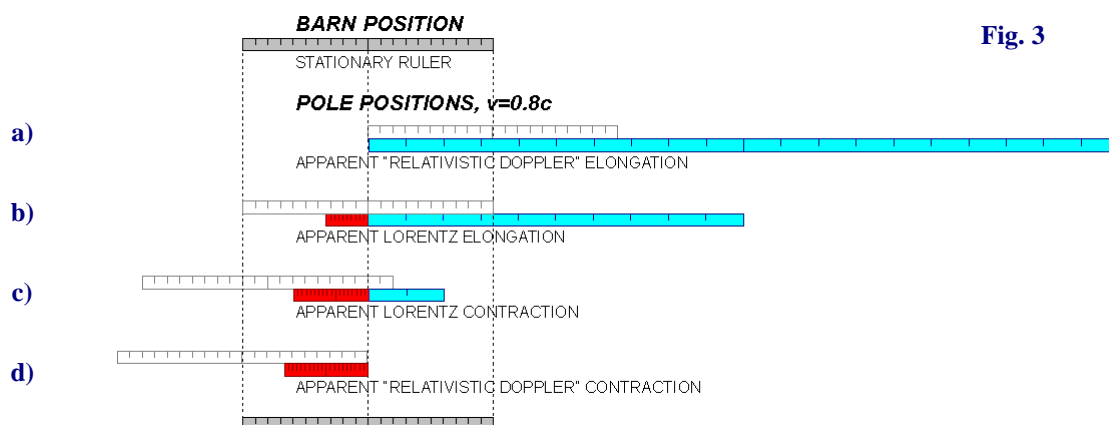 BARN POSITION
Fig. 3
STATIONARY RULER
POLE POSITIONS, v=0.8c
a)
APPARENT "RELATIVISTIC DOPPLER" ELONGATION
b)
APPARENT LORENTZ ELONGATION
c)
APPARENT LORENTZ CONTRACTION
d)
APPARENT "RELATIVISTIC DOPPLER" CONTRACTION